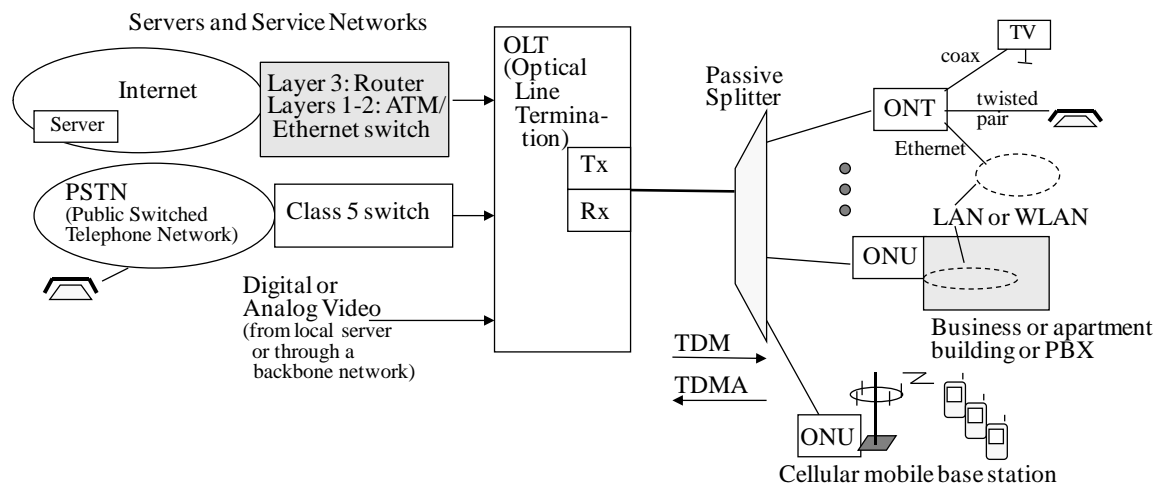 Servers and Service Networks
Internet
Server
Layer 3: Router
Layers 1-2: ATM/
Ethernet switch
PSTN
(Public Switched
Telephone Network)
Class 5 switch
Digital or
Analog Video
(from local server
or through a
backbone network)
OLT
(Optical
Line
Termina-
tion)
Tx
Rx
Passive
Splitter
TDM
TDMA
TV
coax
ONT
twisted
pair
Ethernet
LAN or WLAN
ONU
Business or apartment
building or PBX
ONU
Cellular mobile base station